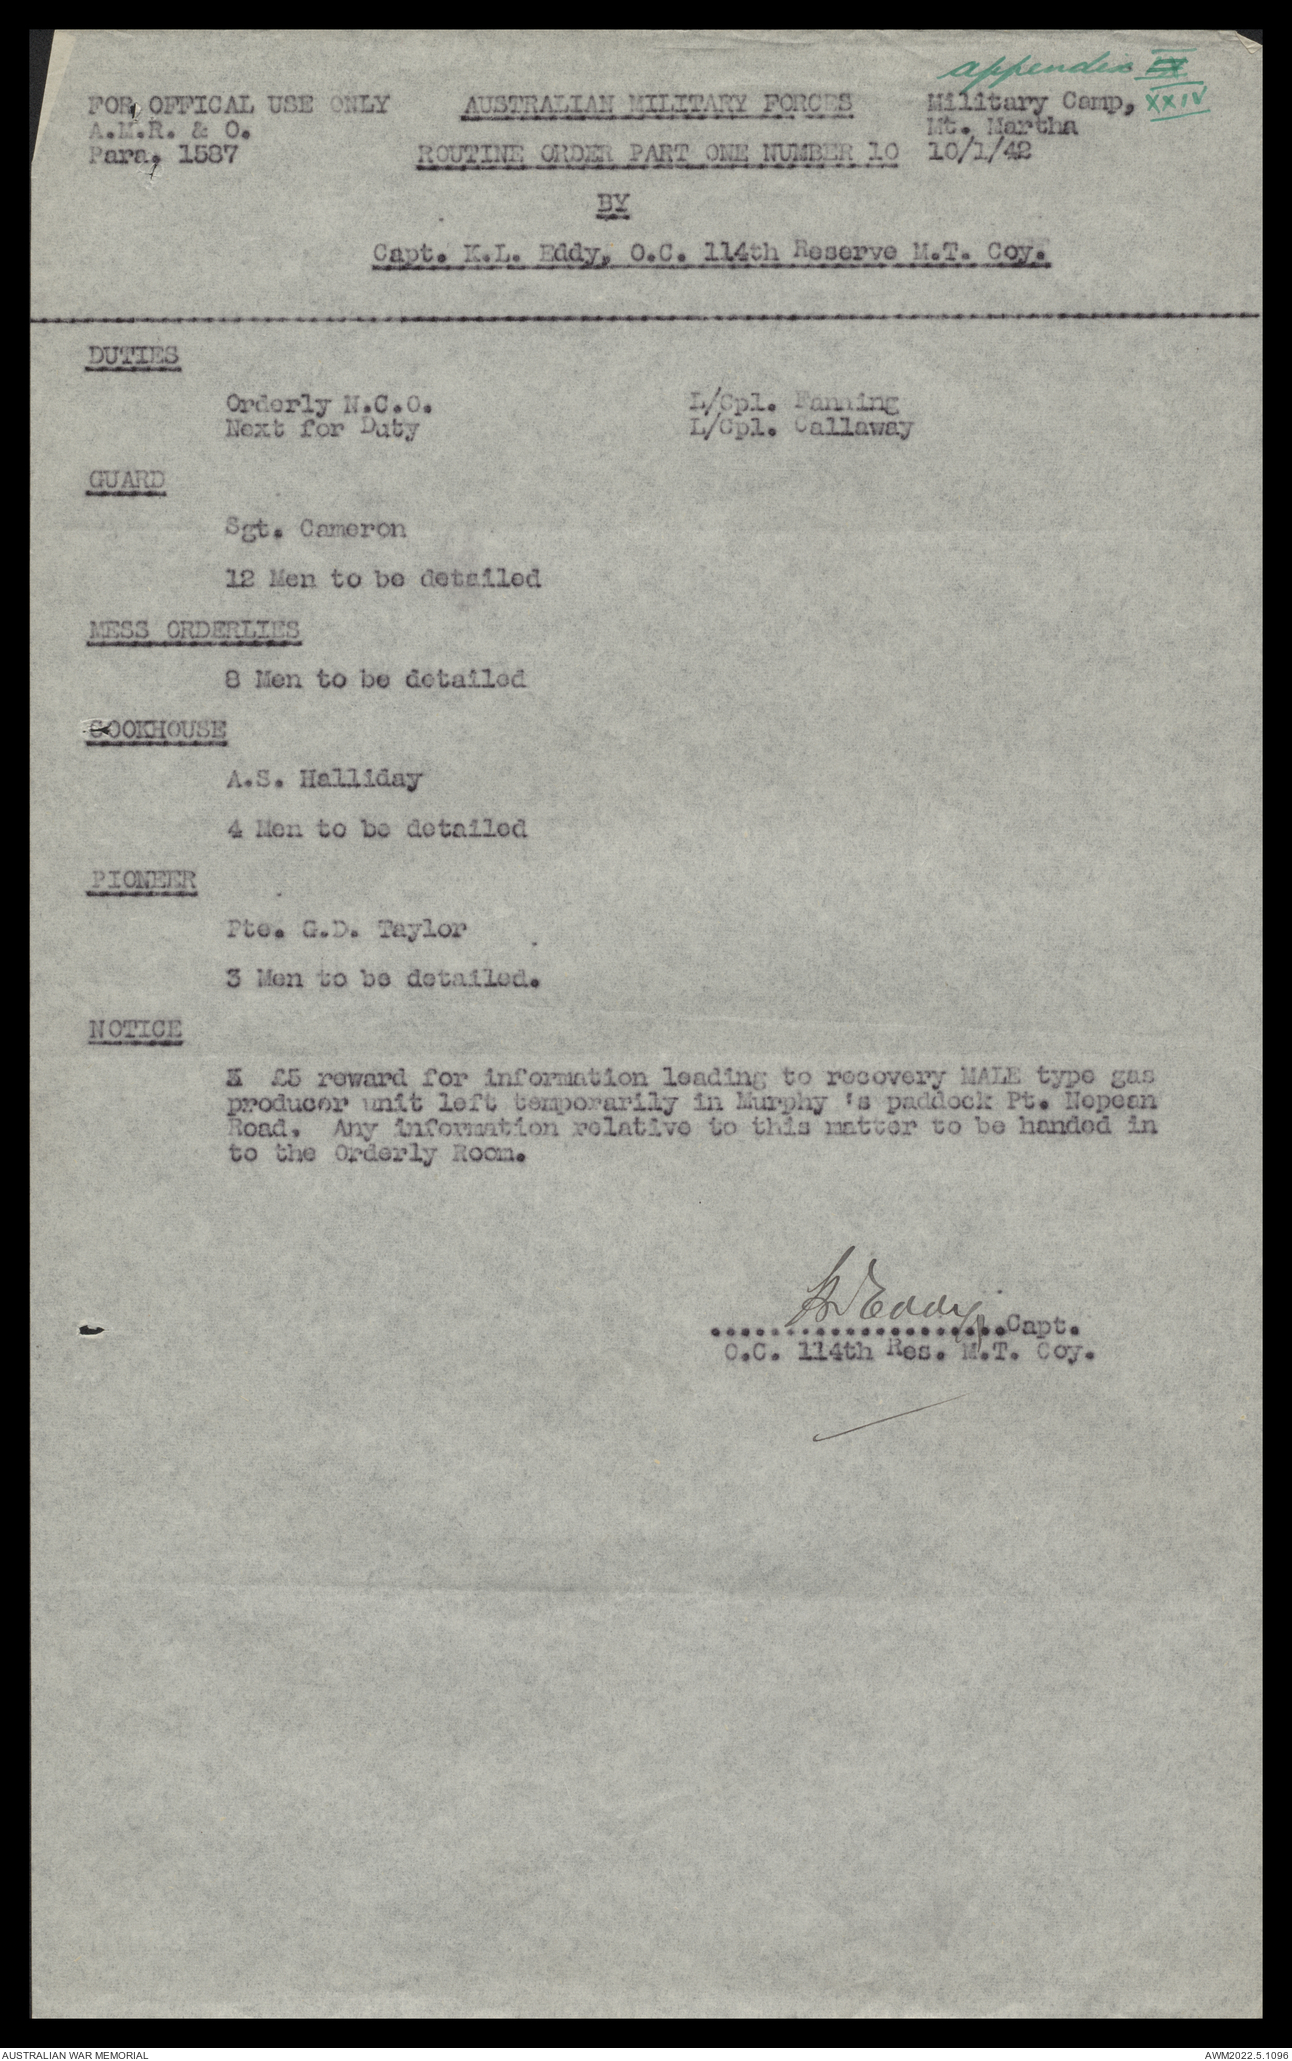 appendix
XXIV
FOR OFFICAL USE ONLY
A.M.R. & O.
Para. 1587
AUSTRALIAN MILITARY FORCES
ROUTINE ORDER PART ONE NUMBER 10
Military Camp,
Mt. Martha
10/1/42
BY
Capt. K.L. Eddy, O.C. 114th Reserve M.T. Coy.
DUTIES
Orderly N.C.O. L/Cpl. Fanning
Next for Duty L/Cpl. Callaway
GUARD
Sgt. Cameron
12 Men to be detailed
MESS ORDERLIES
8 Men to be detailed
COOKHOUSE
A.S. Halliday
4 Men to be detailed
PIONEER
Pte. G.D. Taylor
3 Men to be detailed.
NOTICE
£5 reward for information leading to recovery MALE type gas
producer unit left temporarily in Murphy 's paddock Pt. Nepean
Road. Any information relative to this matter to be handed in
to the Orderly Room.
KLEddy
....................Capt.
O.C. 114th Res. M.T. Coy.
AUSTRALIAN WAR MEMORIAL AWM2022.5.1096